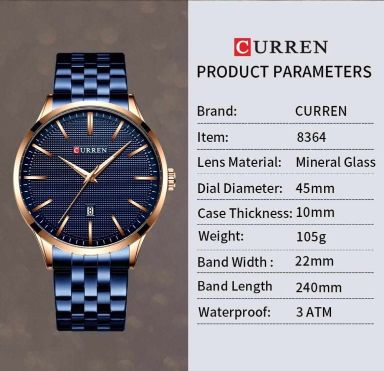 CURREN
CURREN
PRODUCT PARAMETERS
Brand: CURREN
Item: 8364
Lens Material: Mineral Glass
Dial Diameter: 45mm
Case Thickness: 10mm
Weight: 105g
Band Width : 22mm
Band Length 240mm
Waterproof: 3 ATM